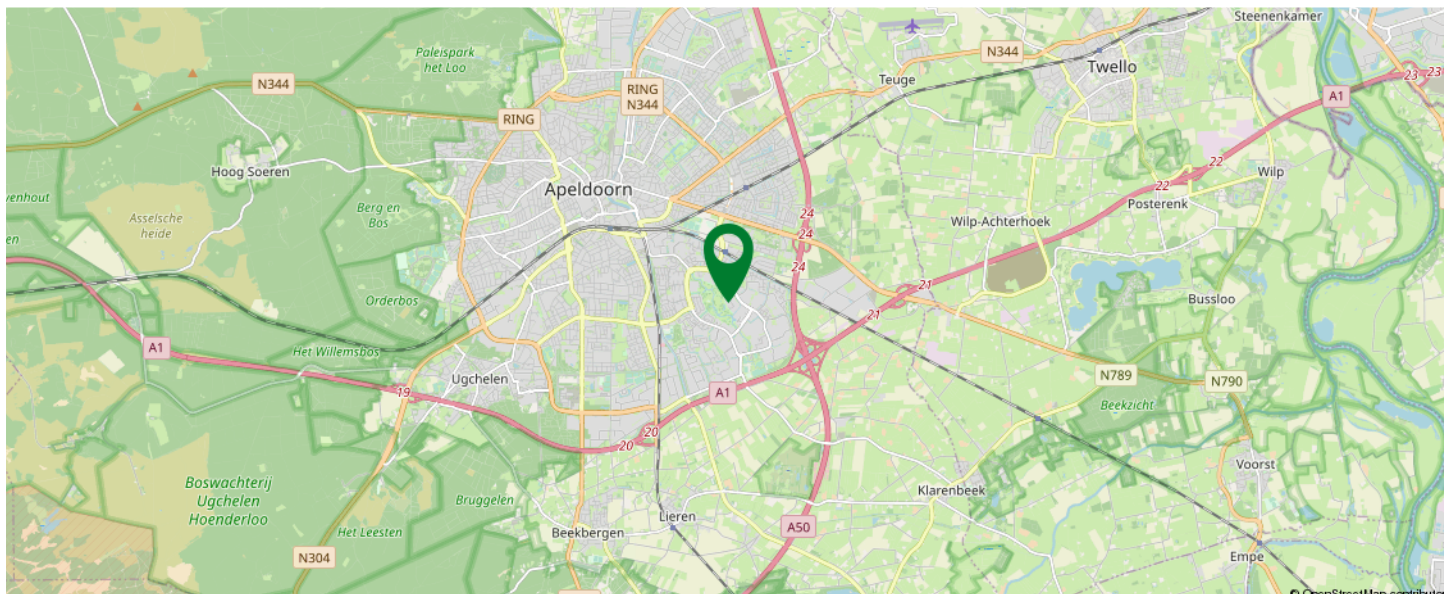 Steenenkamer
Paleispark
het Loo
N344
Twello
Teuge
23
23
N344
RING
N344
A1
RING
Hoog Soeren
22
22
Wilp
Apeldoorn
Posterenk
Berg en
Bos
Asselsche
heide
24
24
24
Wilp-Achterhoek
21
21
Bussloo
Orderbos
A1
Het Willemsbos
Ugchelen
19
A1
N789
N790
Beekzicht
20
20
Voorst
Boswachterij
Ugchelen
Hoenderloo
Bruggelen
Klarenbeek
Lieren
A50
Het Leesten
Beekbergen
N304
Empe